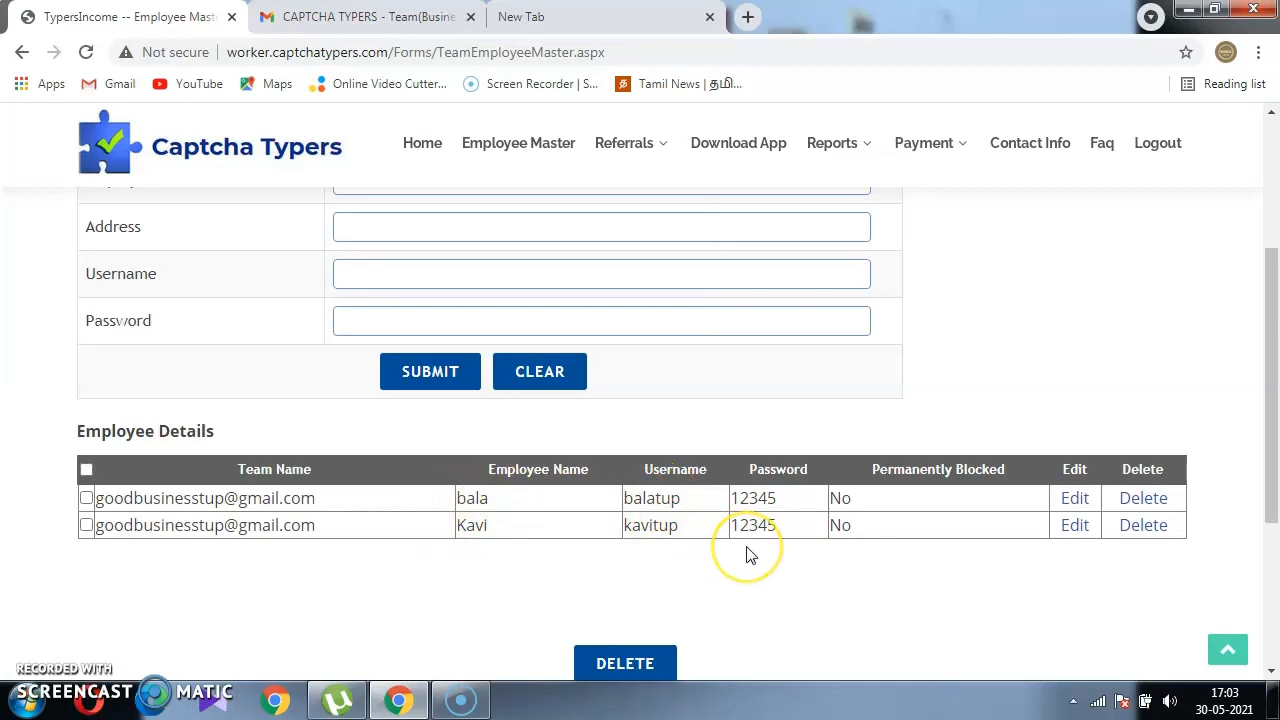 TypersIncome -- Employee Mast
CAPTCHA TYPERS - Team(Busine
New Tab
Not secure
worker.captchatypers.com/Forms/TeamEmployeeMaster.aspx
Apps
Gmail
YouTube
Maps
Online Video Cutter...
Screen Recorder | S...
Tamil News | தமி...
Reading list
Captcha Typers
Home
Employee Master
Referrals
Download App
Reports
Payment
Contact Info
Faq
Logout
Address
Username
Password
SUBMIT
CLEAR
Employee Details
Team Name Employee Name Username Password Permanently Blocked Edit Delete
goodbusinesstup@gmail.com bala balatup 12345 No Edit Delete
goodbusinesstup@gmail.com Kavi kavitup 12345 No Edit Delete
DELETE
RECORDED WITH
SCREENCAST MATIC
17:03
30-05-2021